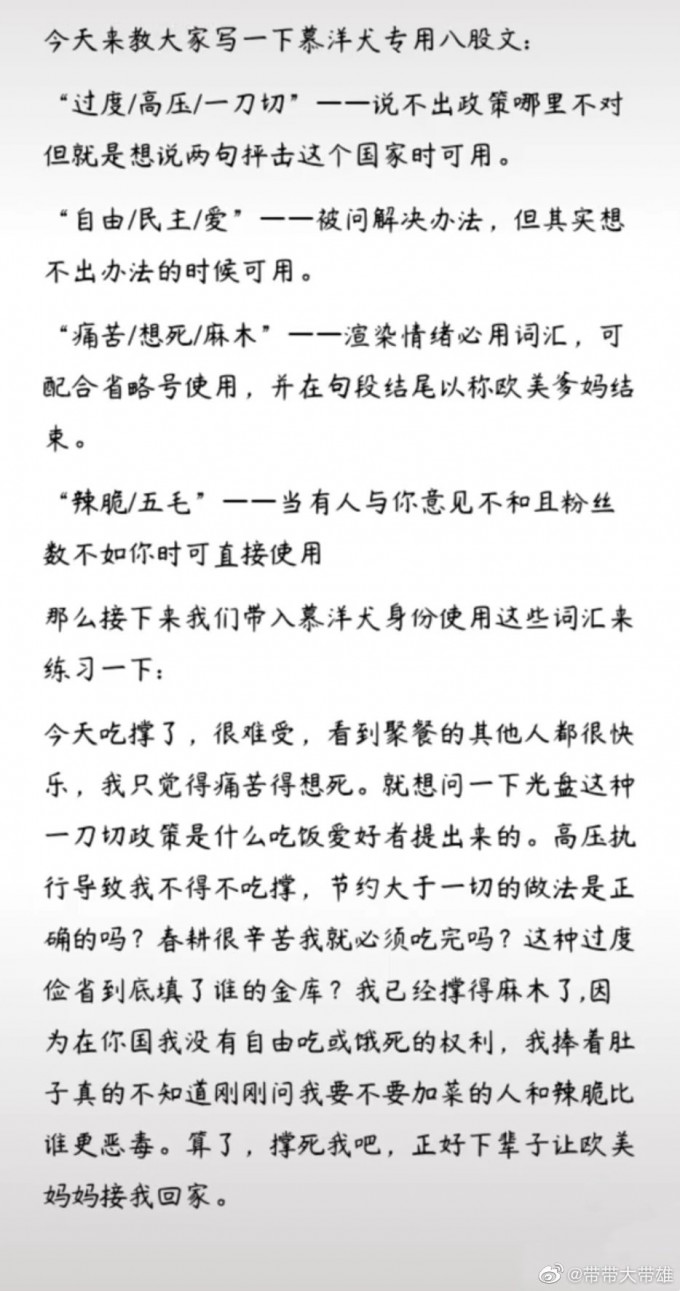 今天来教大家写一下慕洋犬专用八股文：
“过度/高压/一刀切”——说不出政策哪里不对
但就是想说两句抨击这个国家时可用。
“自由/民主/爱”——被问解决办法，但其实想
不出办法的时候可用。
“痛苦/想死/麻木”——渲染情绪必用词汇，可
配合省略号使用，并在句段结尾以称欧美爹妈结
束。
“辣脆/五毛”——当有人与你意见不和且粉丝
数不如你时可直接使用
那么接下来我们带入慕洋犬身份使用这些词汇来
练习一下：
今天吃撑了，很难受，看到聚餐的其他人都很快
乐，我只觉得痛苦得想死。就想问一下光盘这种
一刀切政策是什么吃饭爱好者提出来的。高压执
行导致我不得不吃撑，节约大于一切的做法是正
确的吗？春耕很辛苦我就必须吃完吗？这种过度
俭省到底填了谁的金库？我已经撑得麻木了,因
为在你国我没有自由吃或饿死的权利，我捧着肚
子真的不知道刚刚问我要不要加菜的人和辣脆比
谁更恶毒。算了，撑死我吧，正好下辈子让欧美
妈妈接我回家。
@带带大带雄